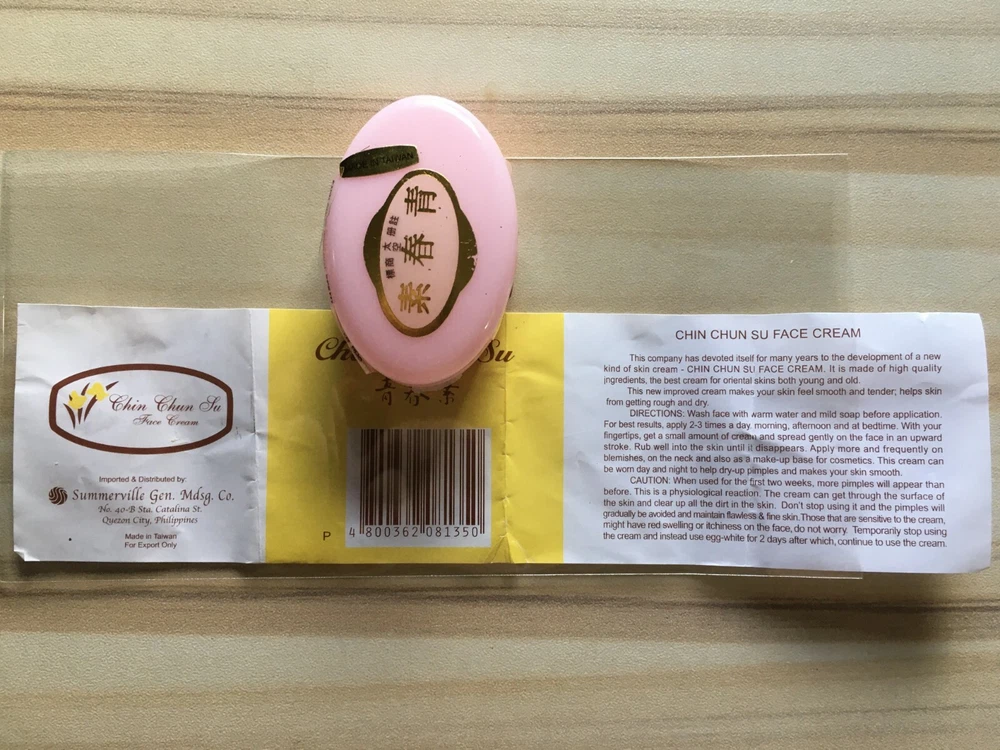 MADE IN TAIWAN
青春素
註册
太空
商標
Chin Chun Su
Face Cream
Imported & Distributed by:
Summerville Gen. Mdsg. Co.
No. 40-B Sta. Catalina St.
Quezon City, Philippines
Made in Taiwan
For Export Only
Su
青春素
P
4 800362 081350
CHIN CHUN SU FACE CREAM
This company has devoted itself for many years to the development of a new
kind of skin cream - CHIN CHUN SU FACE CREAM. It is made of high quality
ingredients, the best cream for oriental skins both young and old.
This new improved cream makes your skin feel smooth and tender; helps skin
from getting rough and dry.
DIRECTIONS: Wash face with warm water and mild soap before application.
For best results, apply 2-3 times a day. morning, afternoon and at bedtime. With your
fingertips, get a small amount of cream and spread gently on the face in an upward
stroke. Rub well into the skin until it disappears. Apply more and frequently on
blemishes, on the neck and also as a make-up base for cosmetics. This cream can
be worn day and night to help dry-up pimples and makes your skin smooth.
CAUTION: When used for the first two weeks, more pimples will appear than
before. This is a physiological reaction. The cream can get through the surface of
the skin and clear up all the dirt in the skin. Don't stop using it and the pimples will
gradually be avoided and maintain flawless & fine skin. Those that are sensitive to the cream,
might have red swelling or itchiness on the face, do not worry. Temporarily stop using
the cream and instead use egg-white for 2 days after which, continue to use the cream.